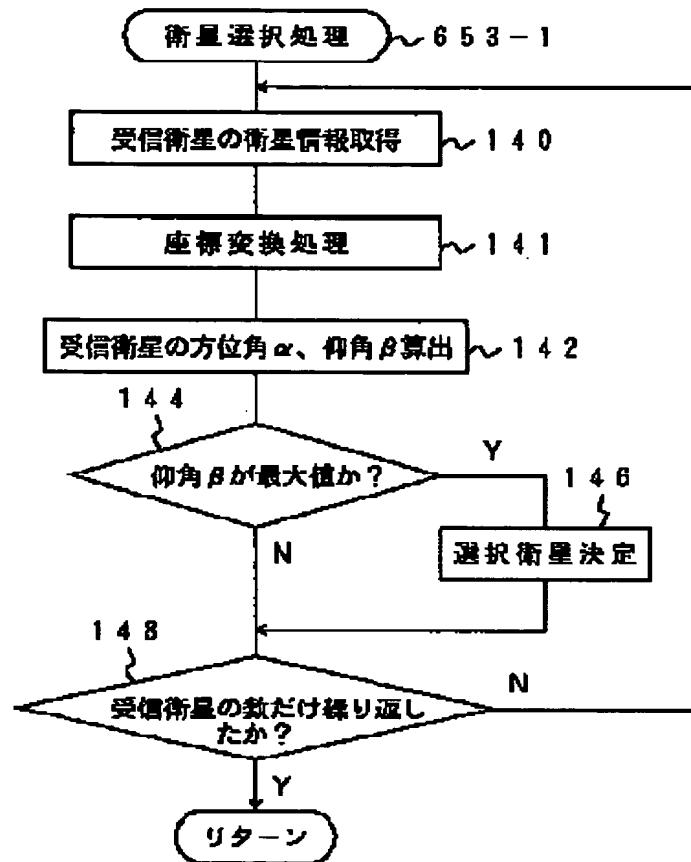 衛星選択処理
653-1
受信衛星の衛星情報取得
140
座標変換処理
141
受信衛星の方位角α、仰角β算出
142
144
仰角βが最大値か?
Y
146
選択衛星決定
N
148
受信衛星の数だけ繰り返し
たか?
N
Y
リターン